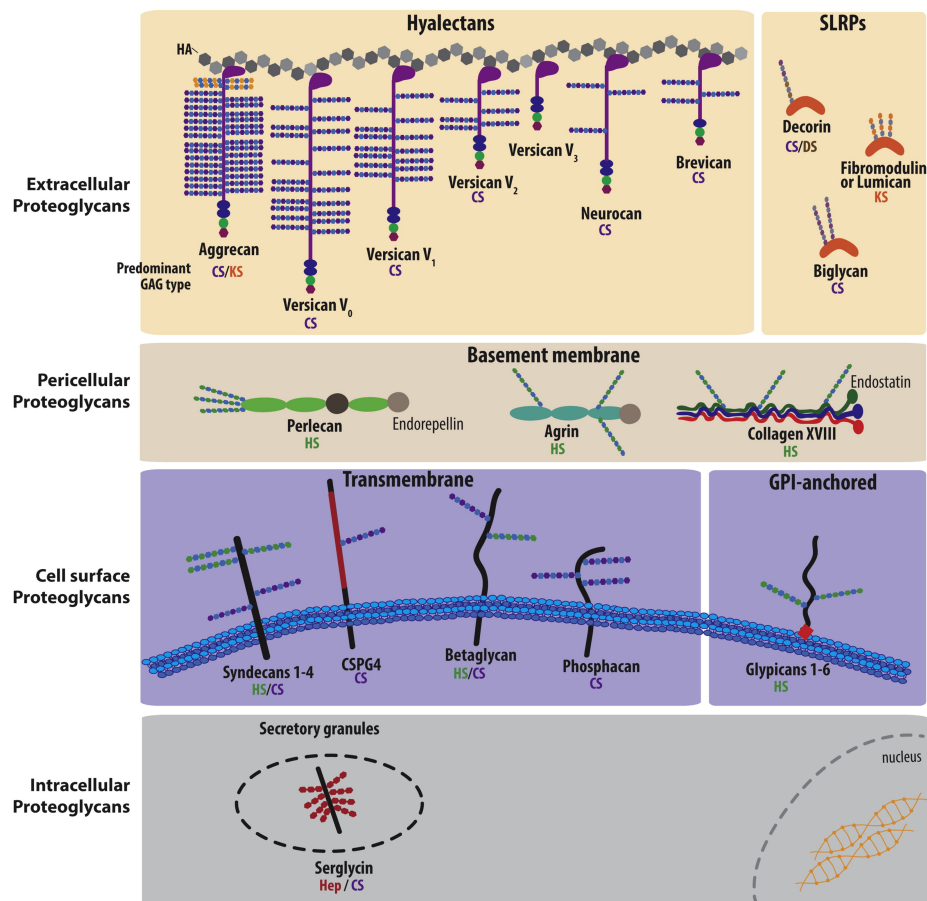 Hyalectans
SLRPs
HA
Extracellular
Proteoglycans
Predominant
GAG type
Aggrecan
CS/KS
Versican V0
CS
Versican V1
CS
Versican V2
CS
Versican V3
Neurocan
CS
Brevican
CS
Decorin
CS/DS
Fibromodulin
or Lumican
KS
Biglycan
CS
Pericellular
Proteoglycans
Basement membrane
Perlecan
HS
Endorepellin
Agrin
HS
Endostatin
Collagen XVIII
HS
Cell surface
Proteoglycans
Transmembrane
GPI-anchored
Syndecans 1-4
HS/CS
CSPG4
CS
Betaglycan
HS/CS
Phosphacan
CS
Glypicans 1-6
HS
Intracellular
Proteoglycans
Secretory granules
Serglycin
Hep / CS
nucleus